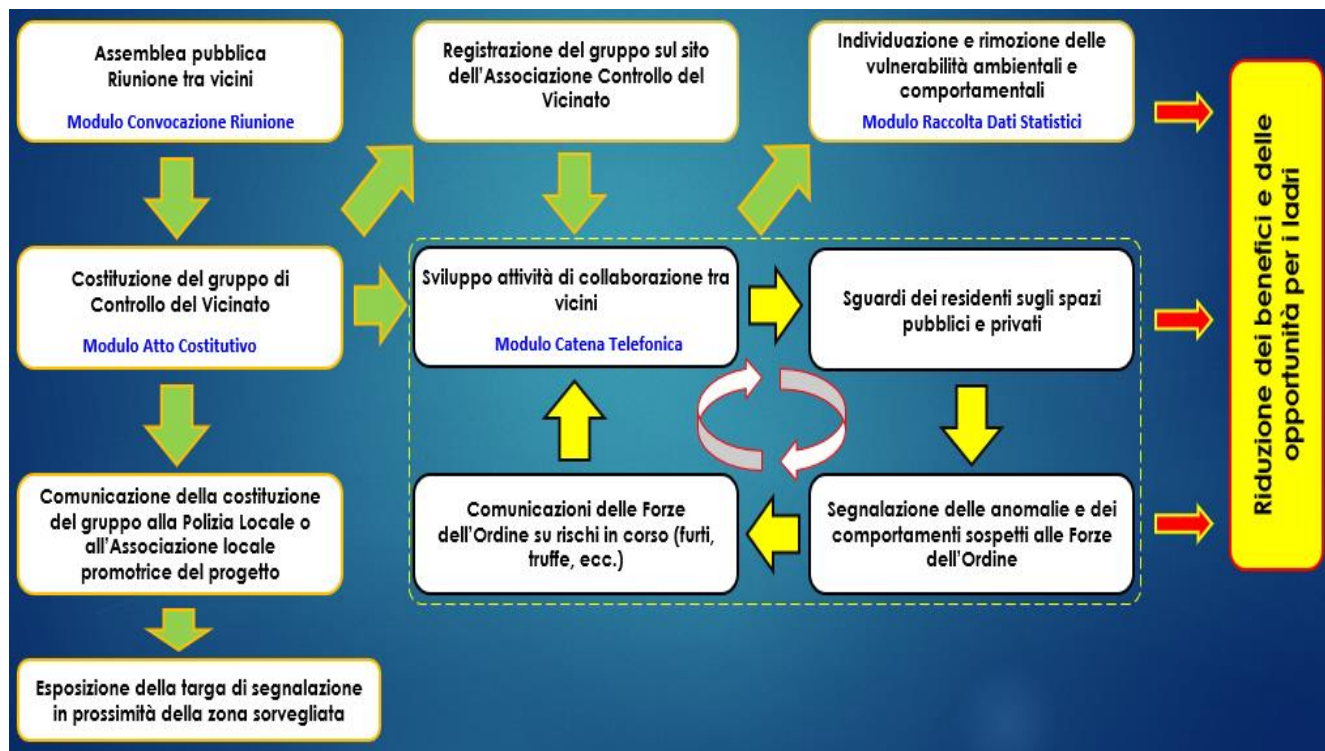 Assemblea pubblica
Riunione tra vicini
Modulo Convocazione Riunione
Registrazione del gruppo sul sito
dell'Associazione Controllo del
Vicinato
Individuazione e rimozione delle
vulnerabilità ambientali e
comportamentali
Modulo Raccolta Dati Statistici
Costituzione del gruppo di
Controllo del Vicinato
Modulo Atto Costitutivo
Sviluppo attività di collaborazione tra
vicini
Modulo Catena Telefonica
Sguardi dei residenti sugli spazi
pubblici e privati
Comunicazione della costituzione
del gruppo alla Polizia Locale o
all'Associazione locale
promotrice del progetto
Comunicazioni delle Forze
dell'Ordine su rischi in corso (furti,
truffe, ecc.)
Segnalazione delle anomalie e dei
comportamenti sospetti alle Forze
dell'Ordine
Esposizione della targa di segnalazione
in prossimità della zona sorvegliata
Riduzione dei benefici e delle
opportunità per i ladri